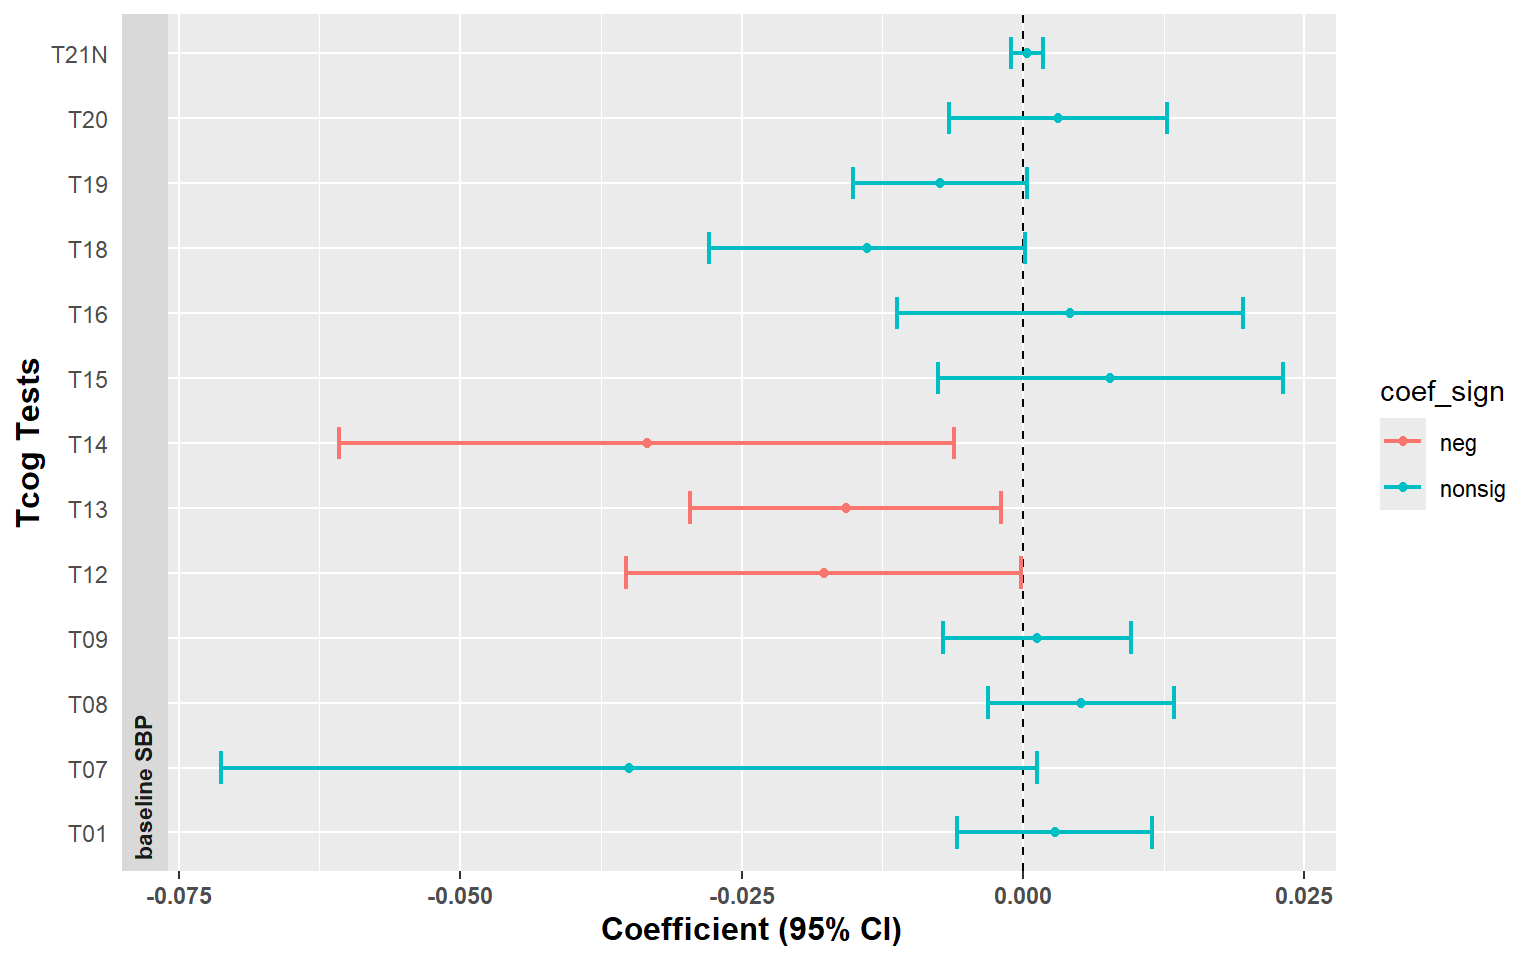 T21N
T20
T19
T18
T16
T15
T14
T13
T12
T09
T08
T07
T01
Tcog Tests
baseline SBP
-0.075 -0.050 -0.025 0.000 0.025
Coefficient (95% CI)
coef_sign
neg
nonsig